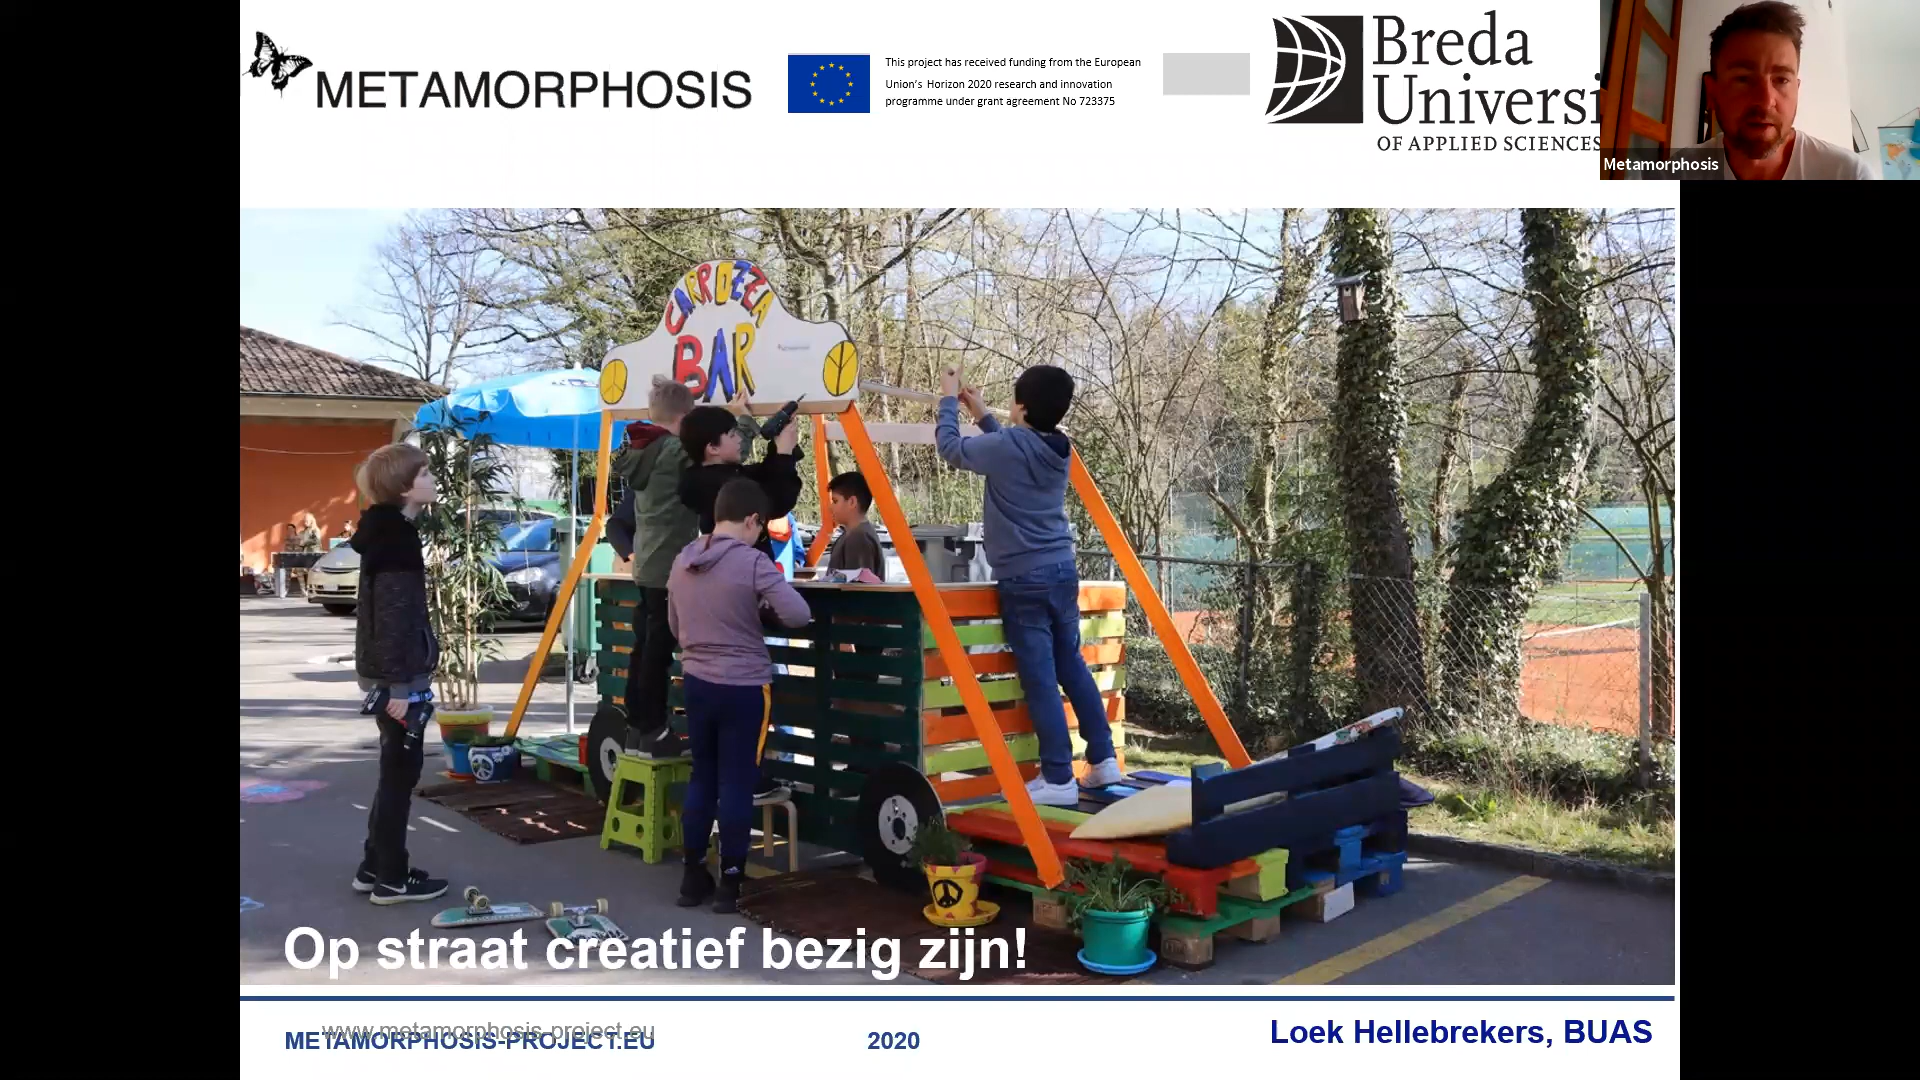 METAMORPHOSIS
This project has received funding from the European
Union's Horizon 2020 research and innovation
programme under grant agreement No 723375
Breda
Universi
OF APPLIED SCIENCES
Metamorphosis
CARROZZA
BAR
Op straat creatief bezig zijn!
www.metamorphosis-project.eu
METAMORPHOSIS-PROJECT.EU
2020
Loek Hellebrekers, BUAS